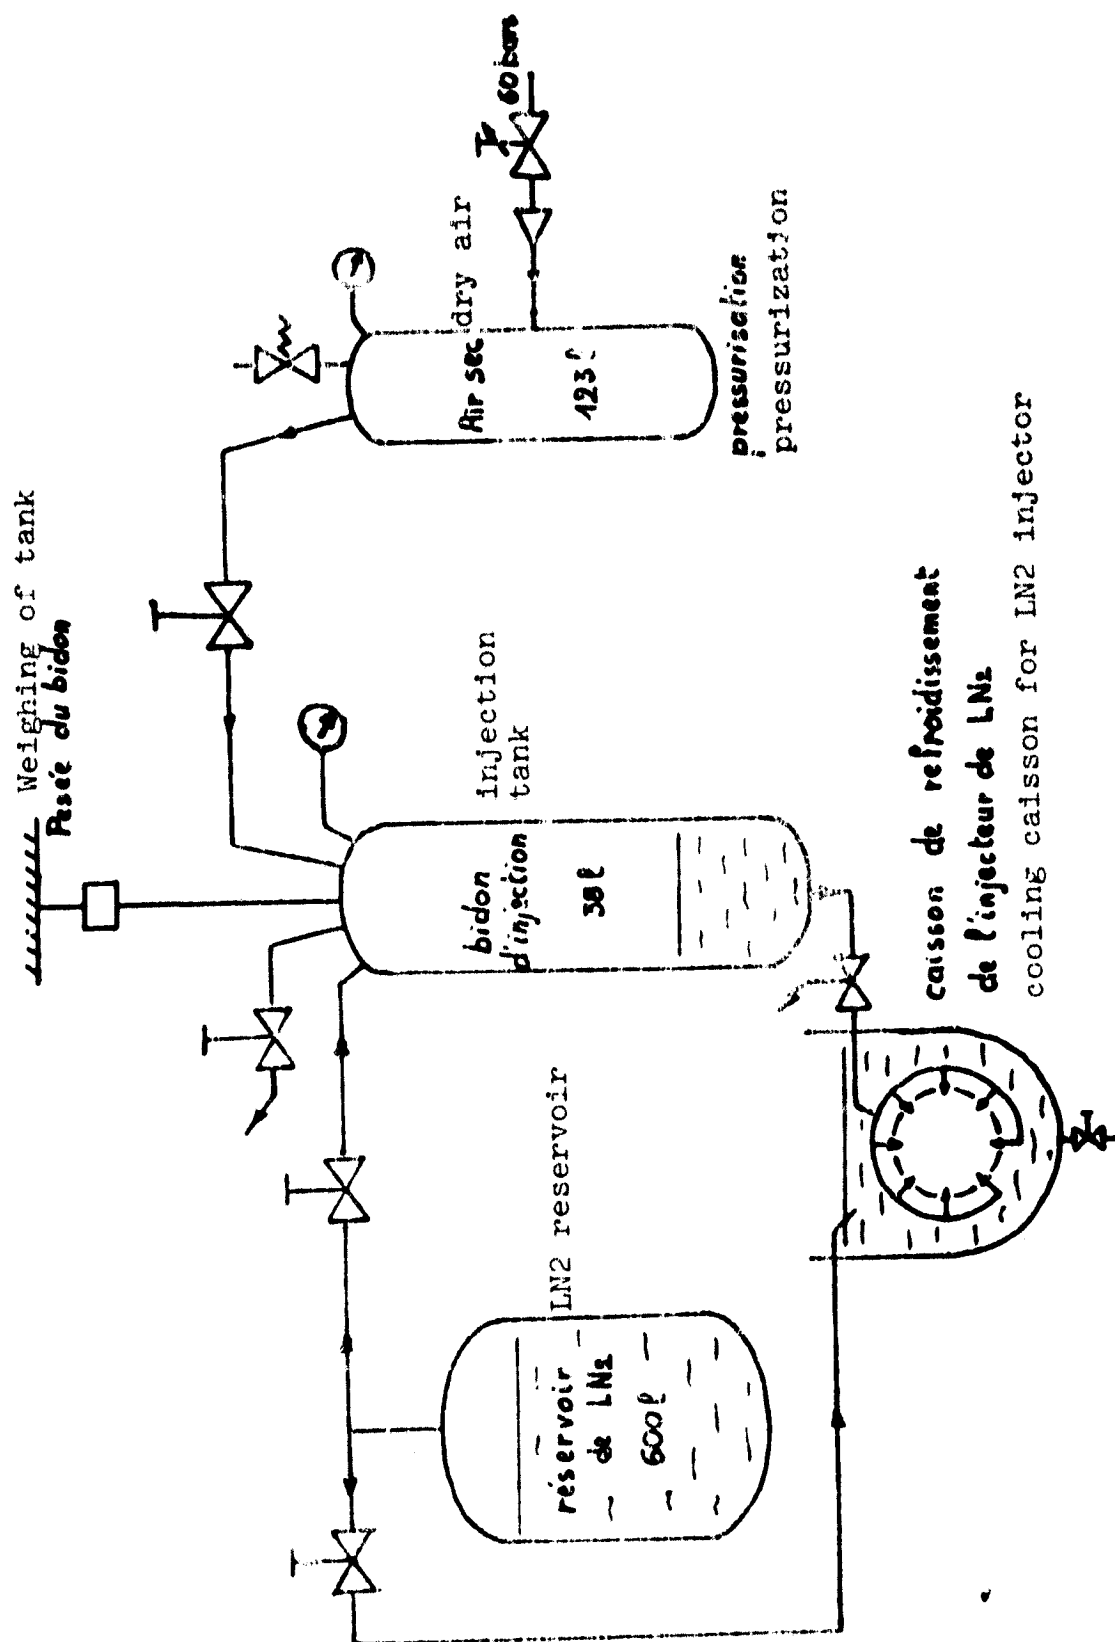 Weighing of tank
Pesée du bidon
LN2 reservoir
réservoir
de LN2
600 l
injection
tank
bidon
d'injection
38 l
dry air
Air sec
123 l
60 bars
pressurisation
pressurization
caisson de refroidissement
de l'injecteur de LN2
cooling caisson for LN2 injector